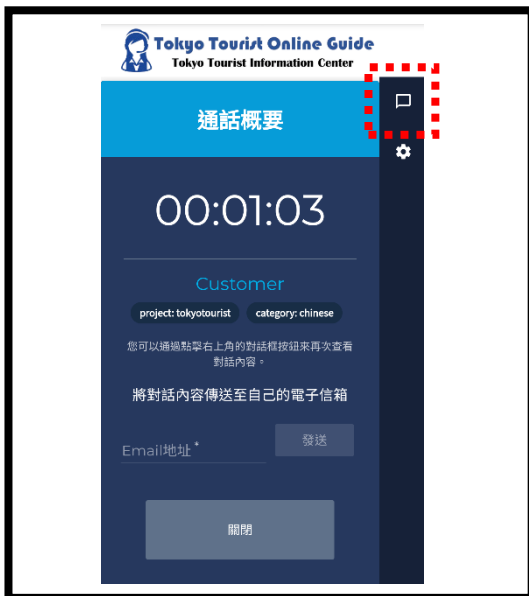 Tokyo Tourist Online Guide
Tokyo Tourist Information Center
通話概要
00:01:03
Customer
project: tokyotourist
category: chinese
您可以通過點擊右上角的對話框按鈕來再次查看
對話內容。
將對話內容傳送至自己的電子信箱
Email地址 *
發送
關閉